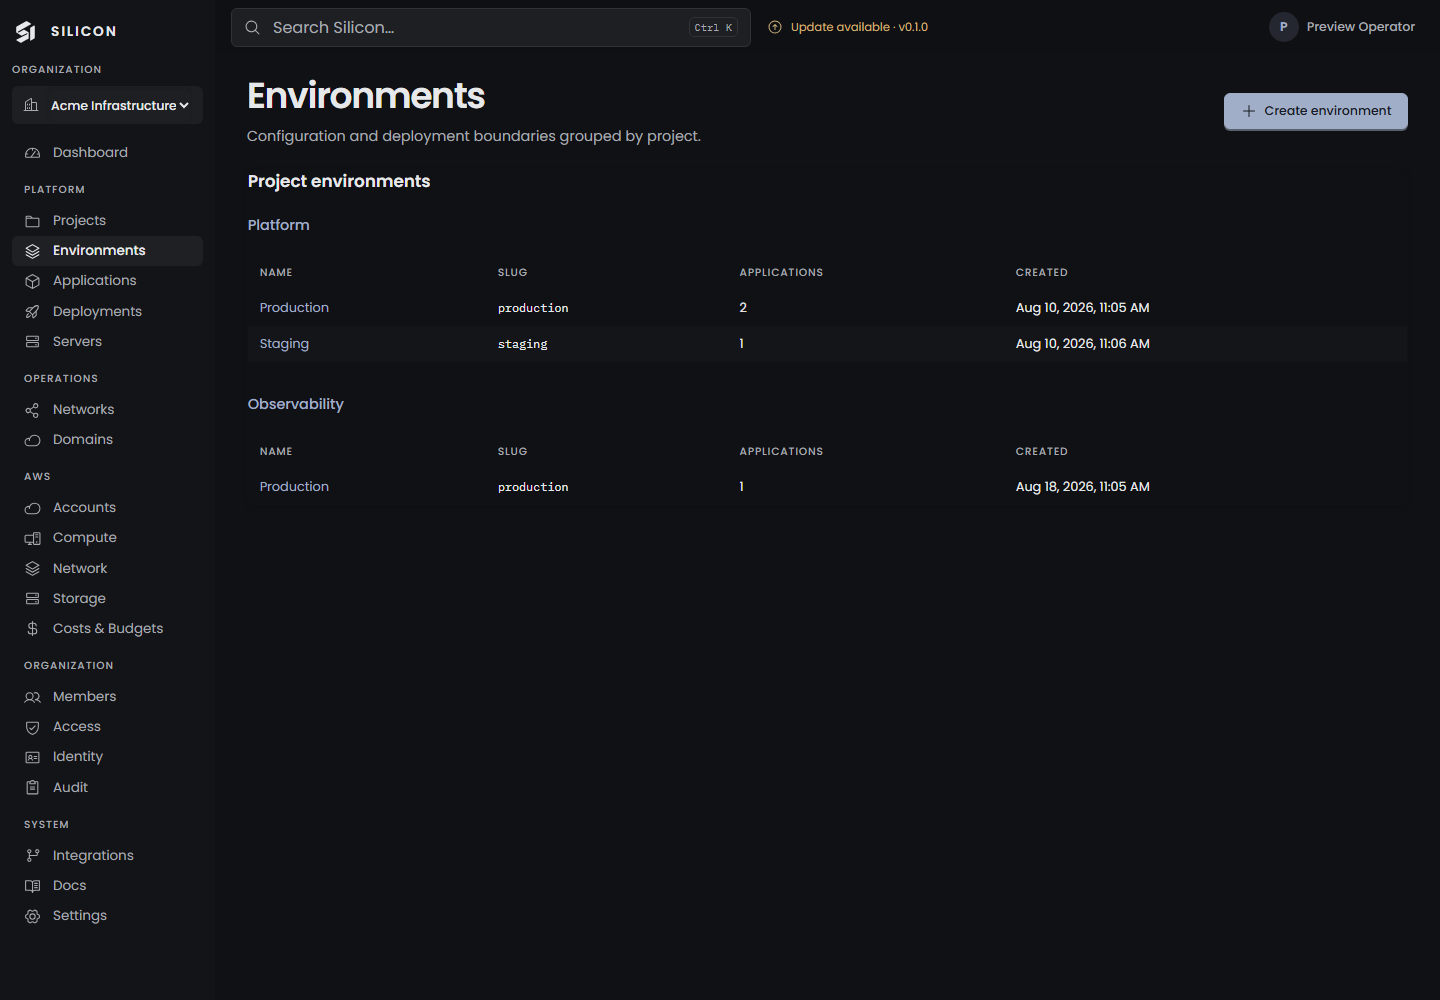 SILICON
Search Silicon...
Ctrl K
Update available · v0.1.0
P
Preview Operator
ORGANIZATION
Acme Infrastructure
Dashboard
PLATFORM
Projects
Environments
Applications
Deployments
Servers
OPERATIONS
Networks
Domains
AWS
Accounts
Compute
Network
Storage
Costs & Budgets
ORGANIZATION
Members
Access
Identity
Audit
SYSTEM
Integrations
Docs
Settings
Environments
Configuration and deployment boundaries grouped by project.
Create environment
Project environments
Platform
NAME SLUG APPLICATIONS CREATED
Production production 2 Aug 10, 2026, 11:05 AM
Staging staging 1 Aug 10, 2026, 11:06 AM
Observability
NAME SLUG APPLICATIONS CREATED
Production production 1 Aug 18, 2026, 11:05 AM